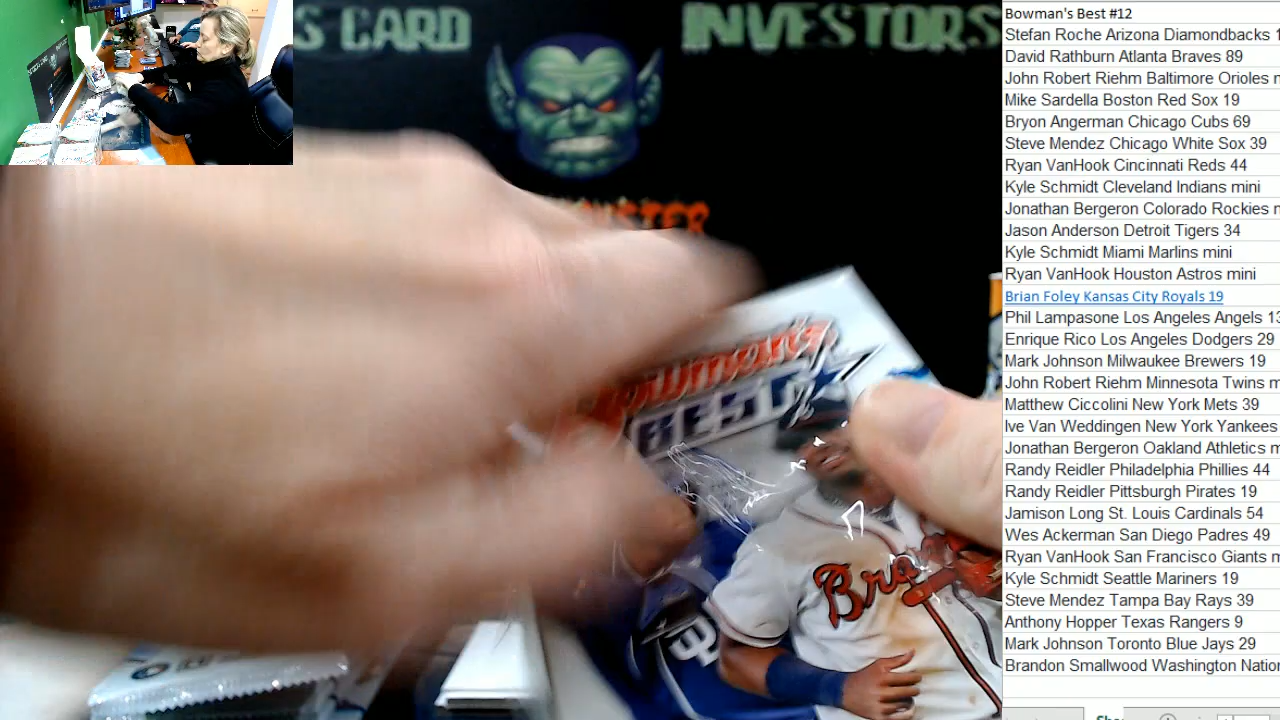 S CARD INVESTORS
BEST
Bra
Bowman's Best #12
Stefan Roche Arizona Diamondbacks 1
David Rathburn Atlanta Braves 89
John Robert Riehm Baltimore Orioles
Mike Sardella Boston Red Sox 19
Bryon Angerman Chicago Cubs 69
Steve Mendez Chicago White Sox 39
Ryan VanHook Cincinnati Reds 44
Kyle Schmidt Cleveland Indians mini
Jonathan Bergeron Colorado Rockies
Jason Anderson Detroit Tigers 34
Kyle Schmidt Miami Marlins mini
Ryan VanHook Houston Astros mini
Brian Foley Kansas City Royals 19
Phil Lampasone Los Angeles Angels 13
Enrique Rico Los Angeles Dodgers 29
Mark Johnson Milwaukee Brewers 19
John Robert Riehm Minnesota Twins
Matthew Ciccolini New York Mets 39
Ive Van Weddingen New York Yankees
Jonathan Bergeron Oakland Athletics
Randy Reidler Philadelphia Phillies 44
Randy Reidler Pittsburgh Pirates 19
Jamison Long St. Louis Cardinals 54
Wes Ackerman San Diego Padres 49
Ryan VanHook San Francisco Giants
Kyle Schmidt Seattle Mariners 19
Steve Mendez Tampa Bay Rays 39
Anthony Hopper Texas Rangers 9
Mark Johnson Toronto Blue Jays 29
Brandon Smallwood Washington Natio